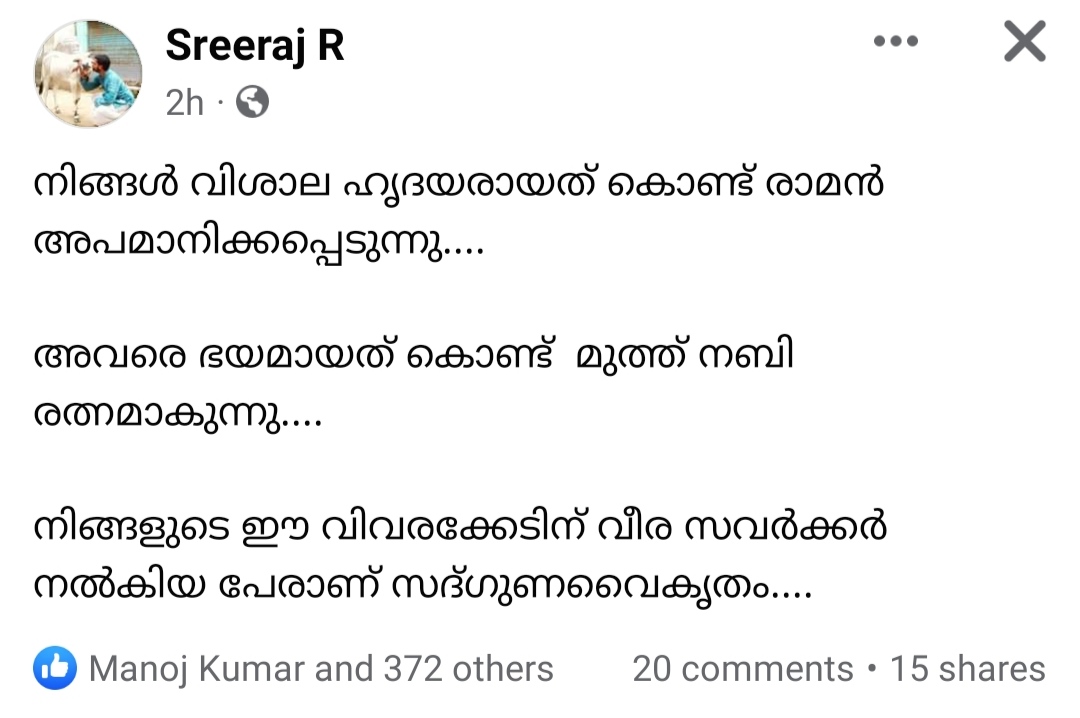 Sreeraj R
2h ·
നിങ്ങൾ വിശാല ഹൃദയരായത് കൊണ്ട് രാമൻ
അപമാനിക്കപ്പെടുന്നു....
അവരെ ഭയമായത് കൊണ്ട്  മുത്ത് നബി
രത്നമാകുന്നു....
നിങ്ങളുടെ ഈ വിവരക്കേടിന് വീര സവർക്കർ
നൽകിയ പേരാണ് സദ്ഗുണവൈകൃതം....
Manoj Kumar and 372 others 20 comments • 15 shares